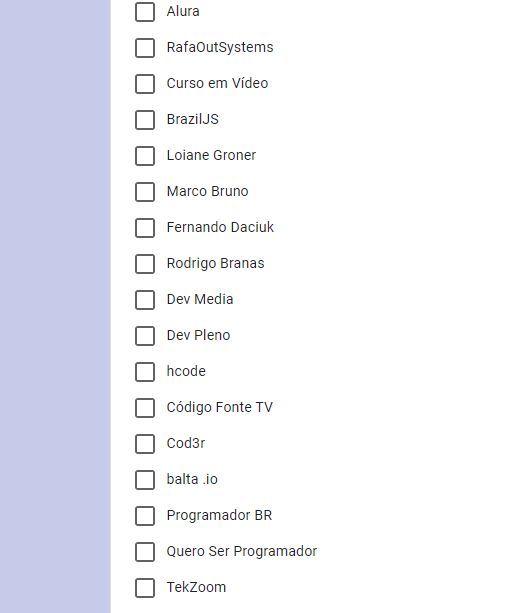 Alura
RafaOutSystems
Curso em Vídeo
BrazilJS
Loiane Groner
Marco Bruno
Fernando Daciuk
Rodrigo Branas
Dev Media
Dev Pleno
hcode
Código Fonte TV
Cod3r
balta .io
Programador BR
Quero Ser Programador
TekZoom